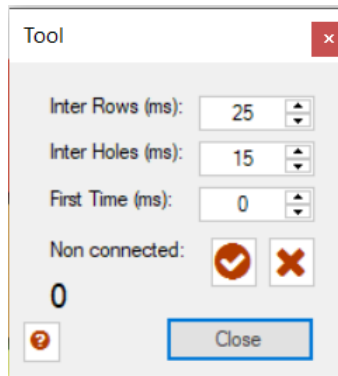 Tool
Inter Rows (ms): 25
Inter Holes (ms): 15
First Time (ms): 0
Non connected:
0
Close